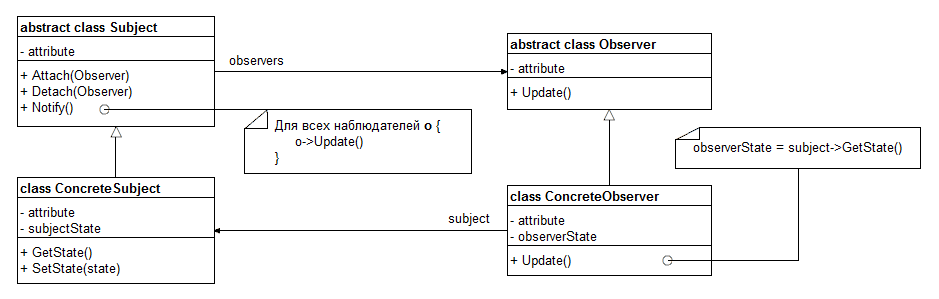 abstract class Subject
- attribute
+ Attach(Observer)
+ Detach(Observer)
+ Notify()
observers
abstract class Observer
- attribute
+ Update()
Для всех наблюдателей o {
o->Update()
}
observerState = subject->GetState()
class ConcreteSubject
- attribute
- subjectState
+ GetState()
+ SetState(state)
subject
class ConcreteObserver
- attribute
- observerState
+ Update()